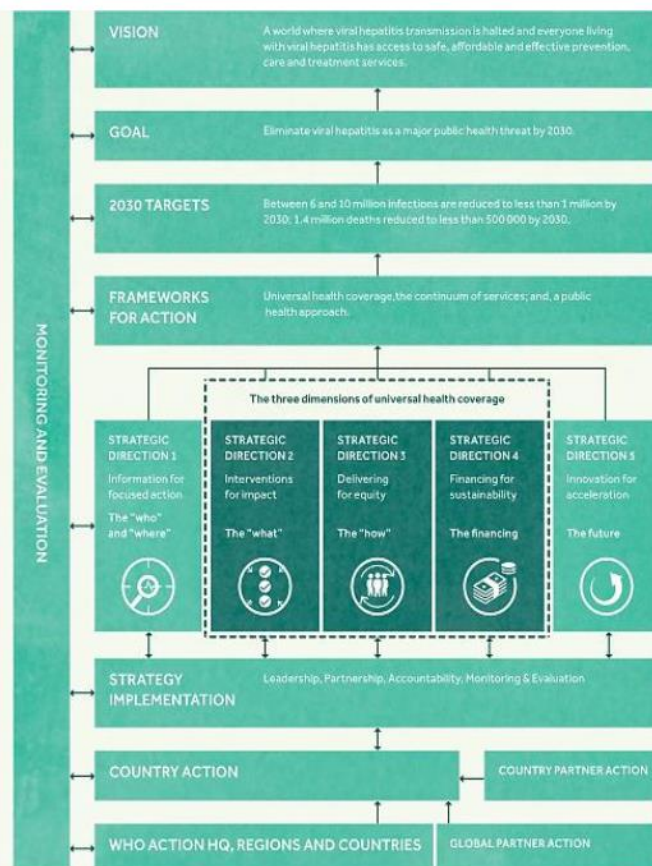 VISION
A world where viral hepatitis transmission is halted and everyone living
with viral hepatitis has access to safe, affordable and effective prevention,
care and treatment services.
GOAL
Eliminate viral hepatitis as a major public health threat by 2030.
2030 TARGETS
Between 6 and 10 million infections are reduced to less than 1 million by
2030; 1.4 million deaths reduced to less than 500 000 by 2030.
FRAMEWORKS
FOR ACTION
Universal health coverage, the continuum of services; and, a public
health approach.
MONITORING AND EVALUATION
The three dimensions of universal health coverage
STRATEGIC
DIRECTION 1
Information for
focused action
The "who"
and "where"
STRATEGIC
DIRECTION 2
Interventions
for impact
The "what"
STRATEGIC
DIRECTION 3
Delivering
for equity
The "how"
STRATEGIC
DIRECTION 4
Financing for
sustainability
The financing
STRATEGIC
DIRECTION 5
Innovation for
acceleration
The future
STRATEGY
IMPLEMENTATION
Leadership, Partnership, Accountability, Monitoring & Evaluation
COUNTRY ACTION
COUNTRY PARTNER ACTION
WHO ACTION HQ, REGIONS AND COUNTRIES
GLOBAL PARTNER ACTION